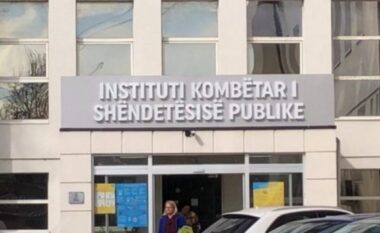 INSTITUTI KOMBËTAR I
SHËNDETËSISË PUBLIKE